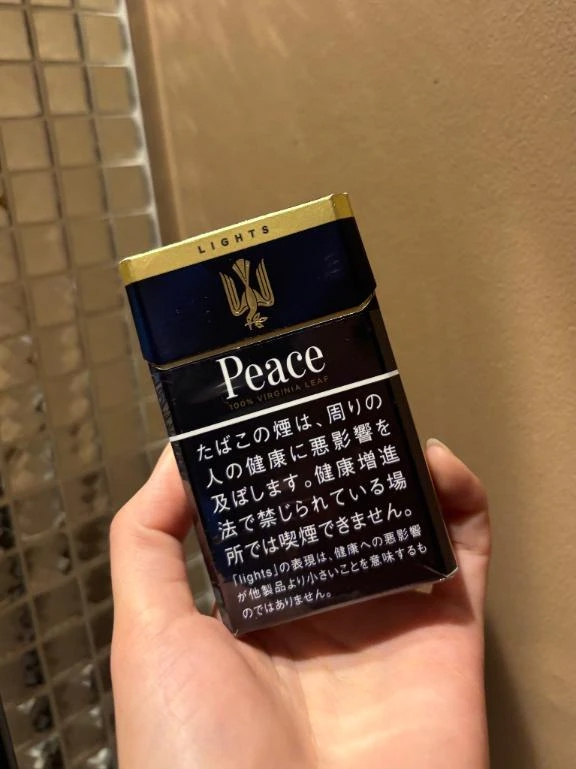 LIGHTS
Peace
100% VIRGINIA LEAF
たばこの煙は、周りの
人の健康に悪影響を
及ぼします。健康増進
法で禁じられている場
所では喫煙できません。
「lights」の表現は、健康への悪影響
が他製品より小さいことを意味するも
のではありません。